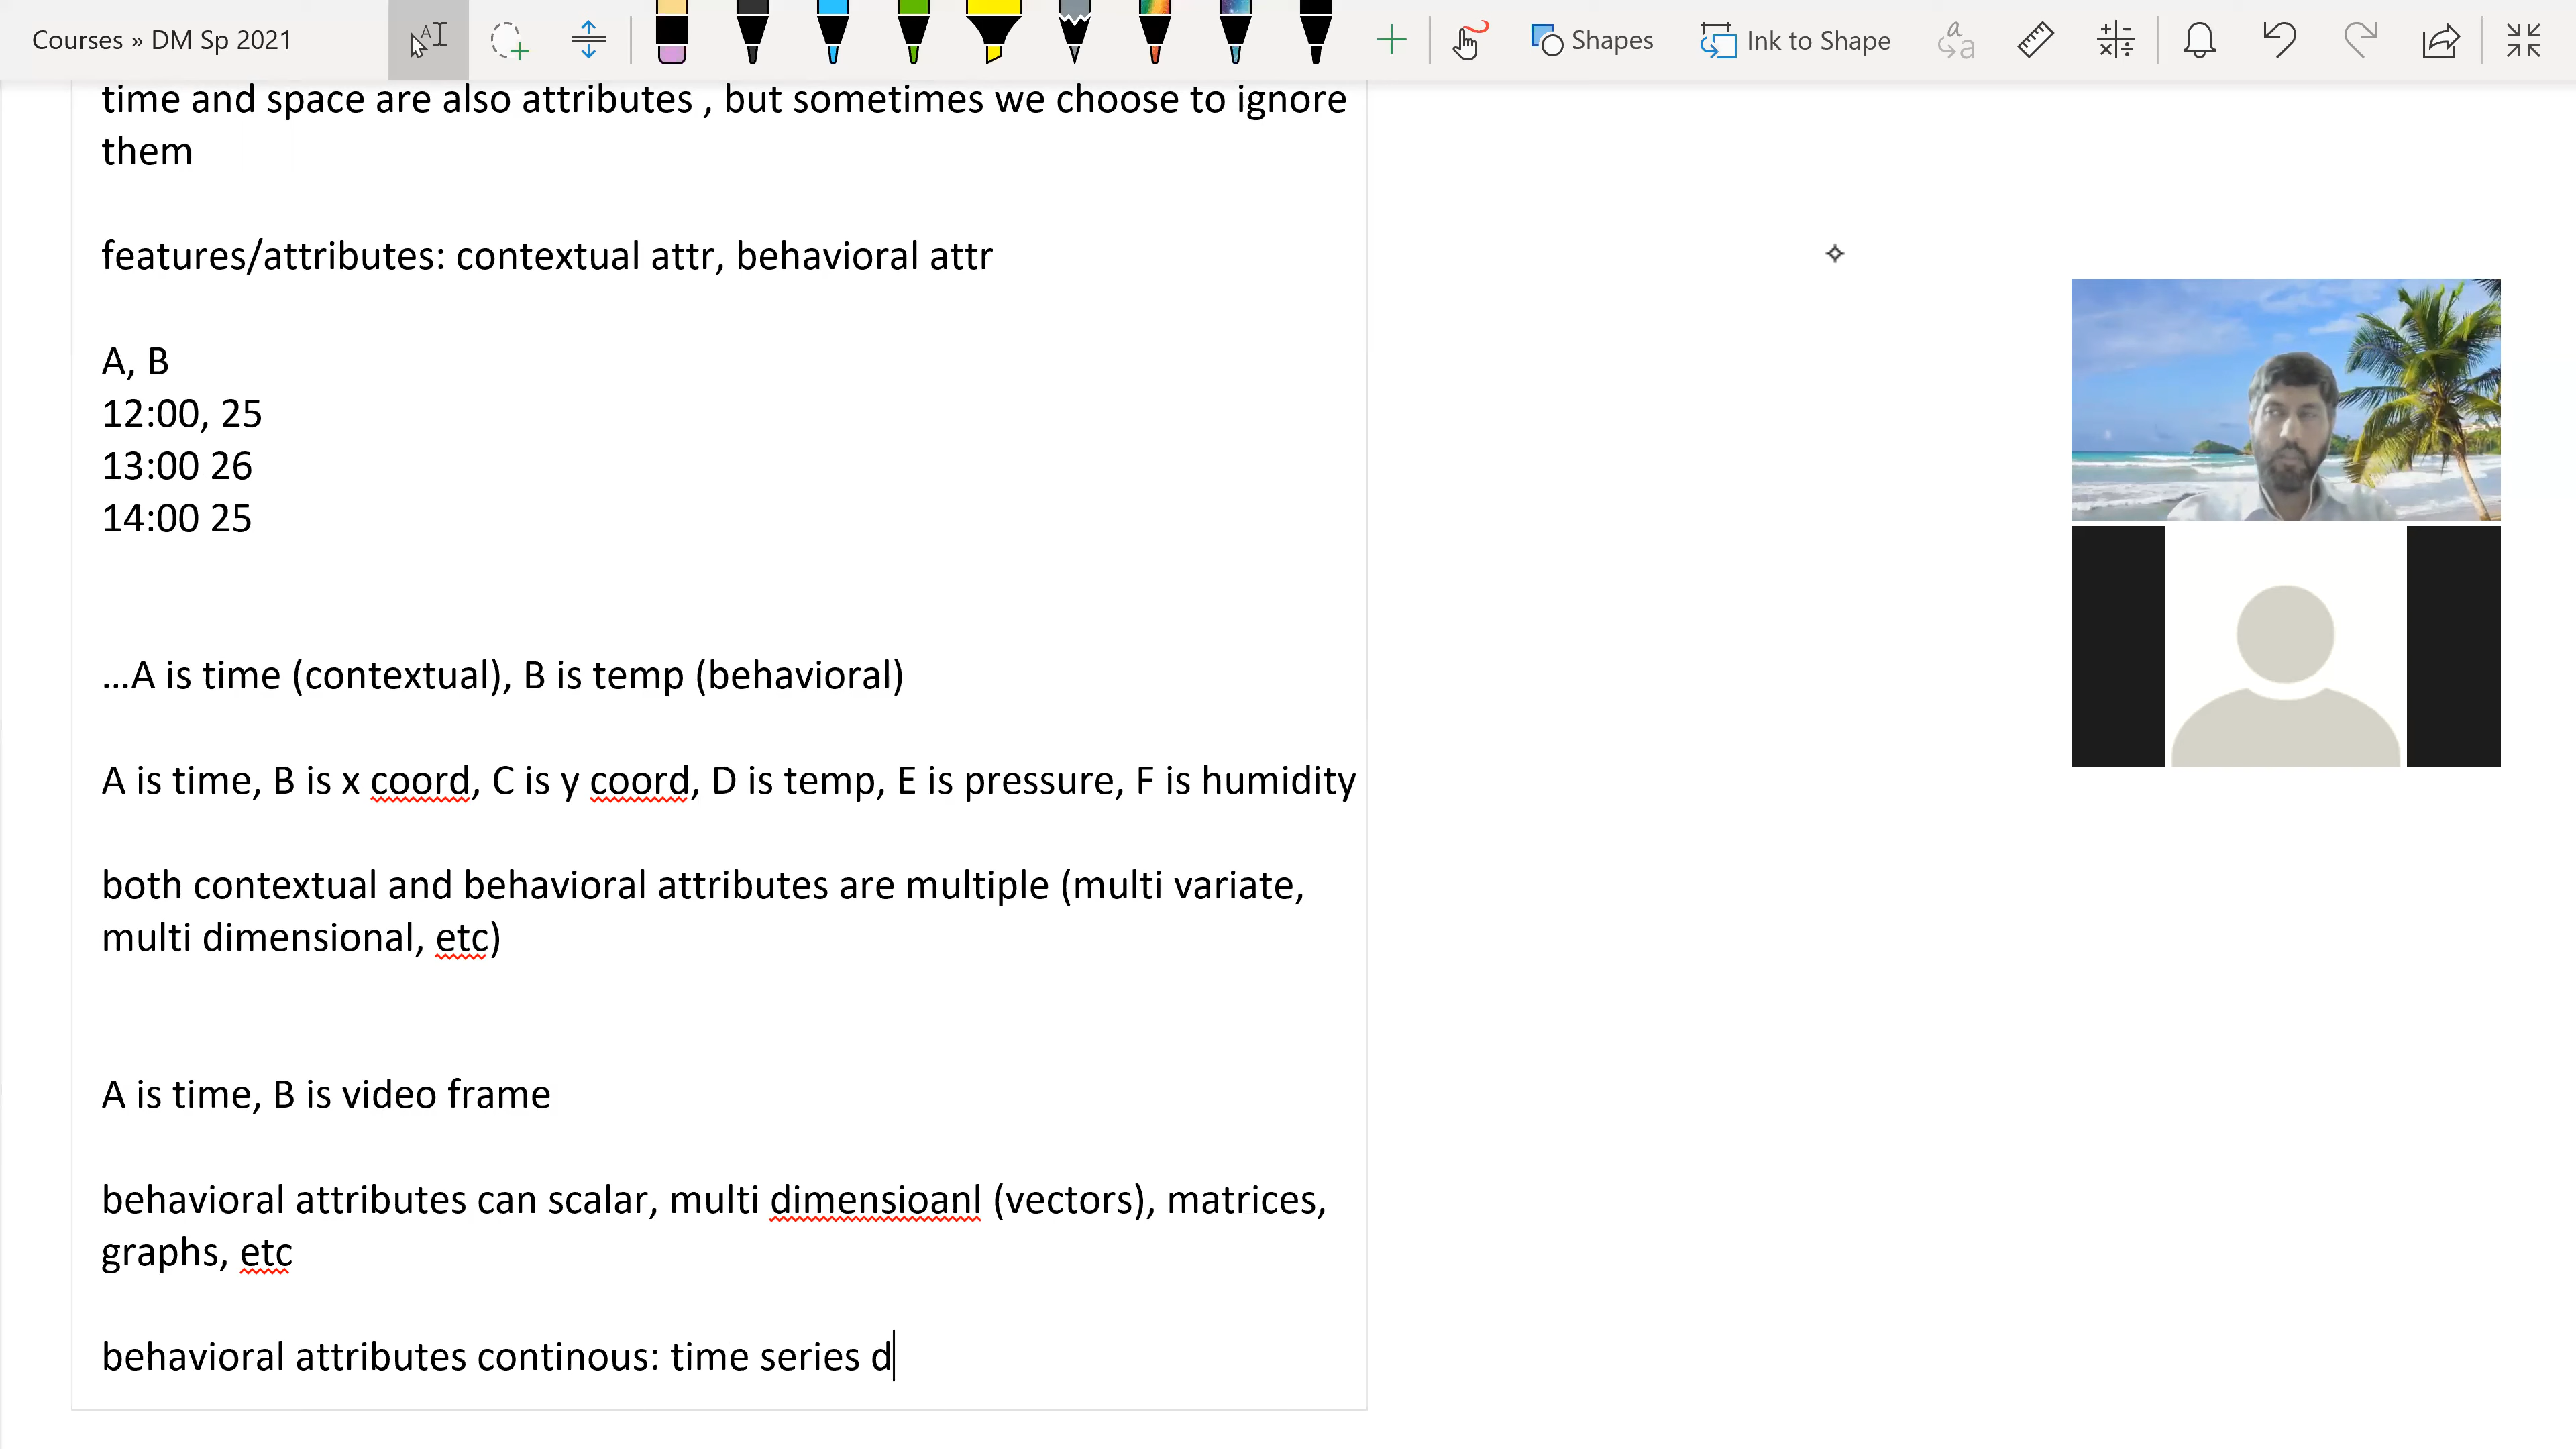 Courses » DM Sp 2021
Shapes
Ink to Shape
time and space are also attributes , but sometimes we choose to ignore
them
features/attributes: contextual attr, behavioral attr
A, B
12:00, 25
13:00 26
14:00 25
...A is time (contextual), B is temp (behavioral)
A is time, B is x coord, C is y coord, D is temp, E is pressure, F is humidity
both contextual and behavioral attributes are multiple (multi variate,
multi dimensional, etc)
A is time, B is video frame
behavioral attributes can scalar, multi dimensioanl (vectors), matrices,
graphs, etc
behavioral attributes continous: time series d